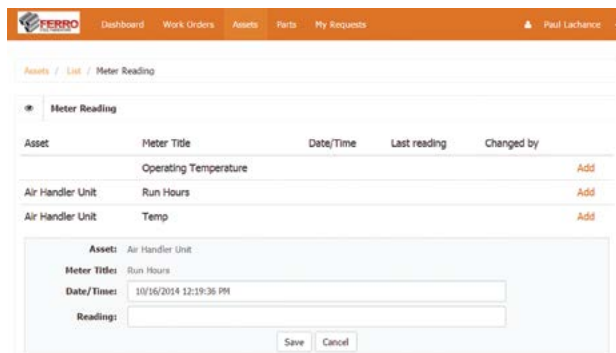 FERRO Dashboard Work Orders Assets Parts My Requests Paul Lachance
Assets / List / Meter Reading
Meter Reading
Asset Meter Title Date/Time Last reading Changed by
Operating Temperature Add
Air Handler Unit Run Hours Add
Air Handler Unit Temp Add
Asset: Air Handler Unit
Meter Title: Run Hours
Date/Time: 10/16/2014 12:19:36 PM
Reading:
Save Cancel